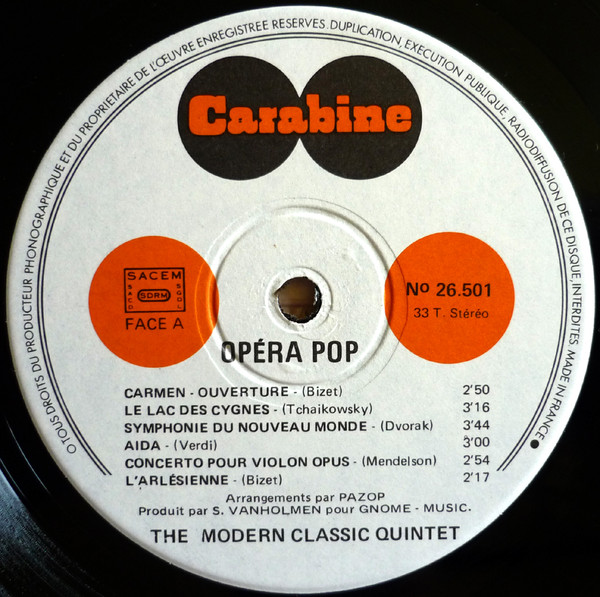 O TOUS DROITS DU PRODUCTEUR PHONOGRAPHIQUE ET DU PROPRIETAIRE DE L'ŒUVRE ENREGISTREE RESERVES. DUPLICATION, EXECUTION PUBLIQUE, RADIODIFFUSION DE CE DISQUE, INTERDITES MADE IN FRANCE
Carabine
SACEM
SACD SDRM SGDL
FACE A
Nº 26.501
33 T. Stéréo
OPÉRA POP
CARMEN - OUVERTURE - (Bizet) 2'50
LE LAC DES CYGNES - (Tchaikowsky) 3'16
SYMPHONIE DU NOUVEAU MONDE - (Dvorak) 3'44
AIDA - (Verdi) 3'00
CONCERTO POUR VIOLON OPUS - (Mendelson) 2'54
L'ARLÉSIENNE - (Bizet) 2'17
Arrangements par PAZOP
Produit par S. VANHOLMEN pour GNOME - MUSIC.
THE MODERN CLASSIC QUINTET